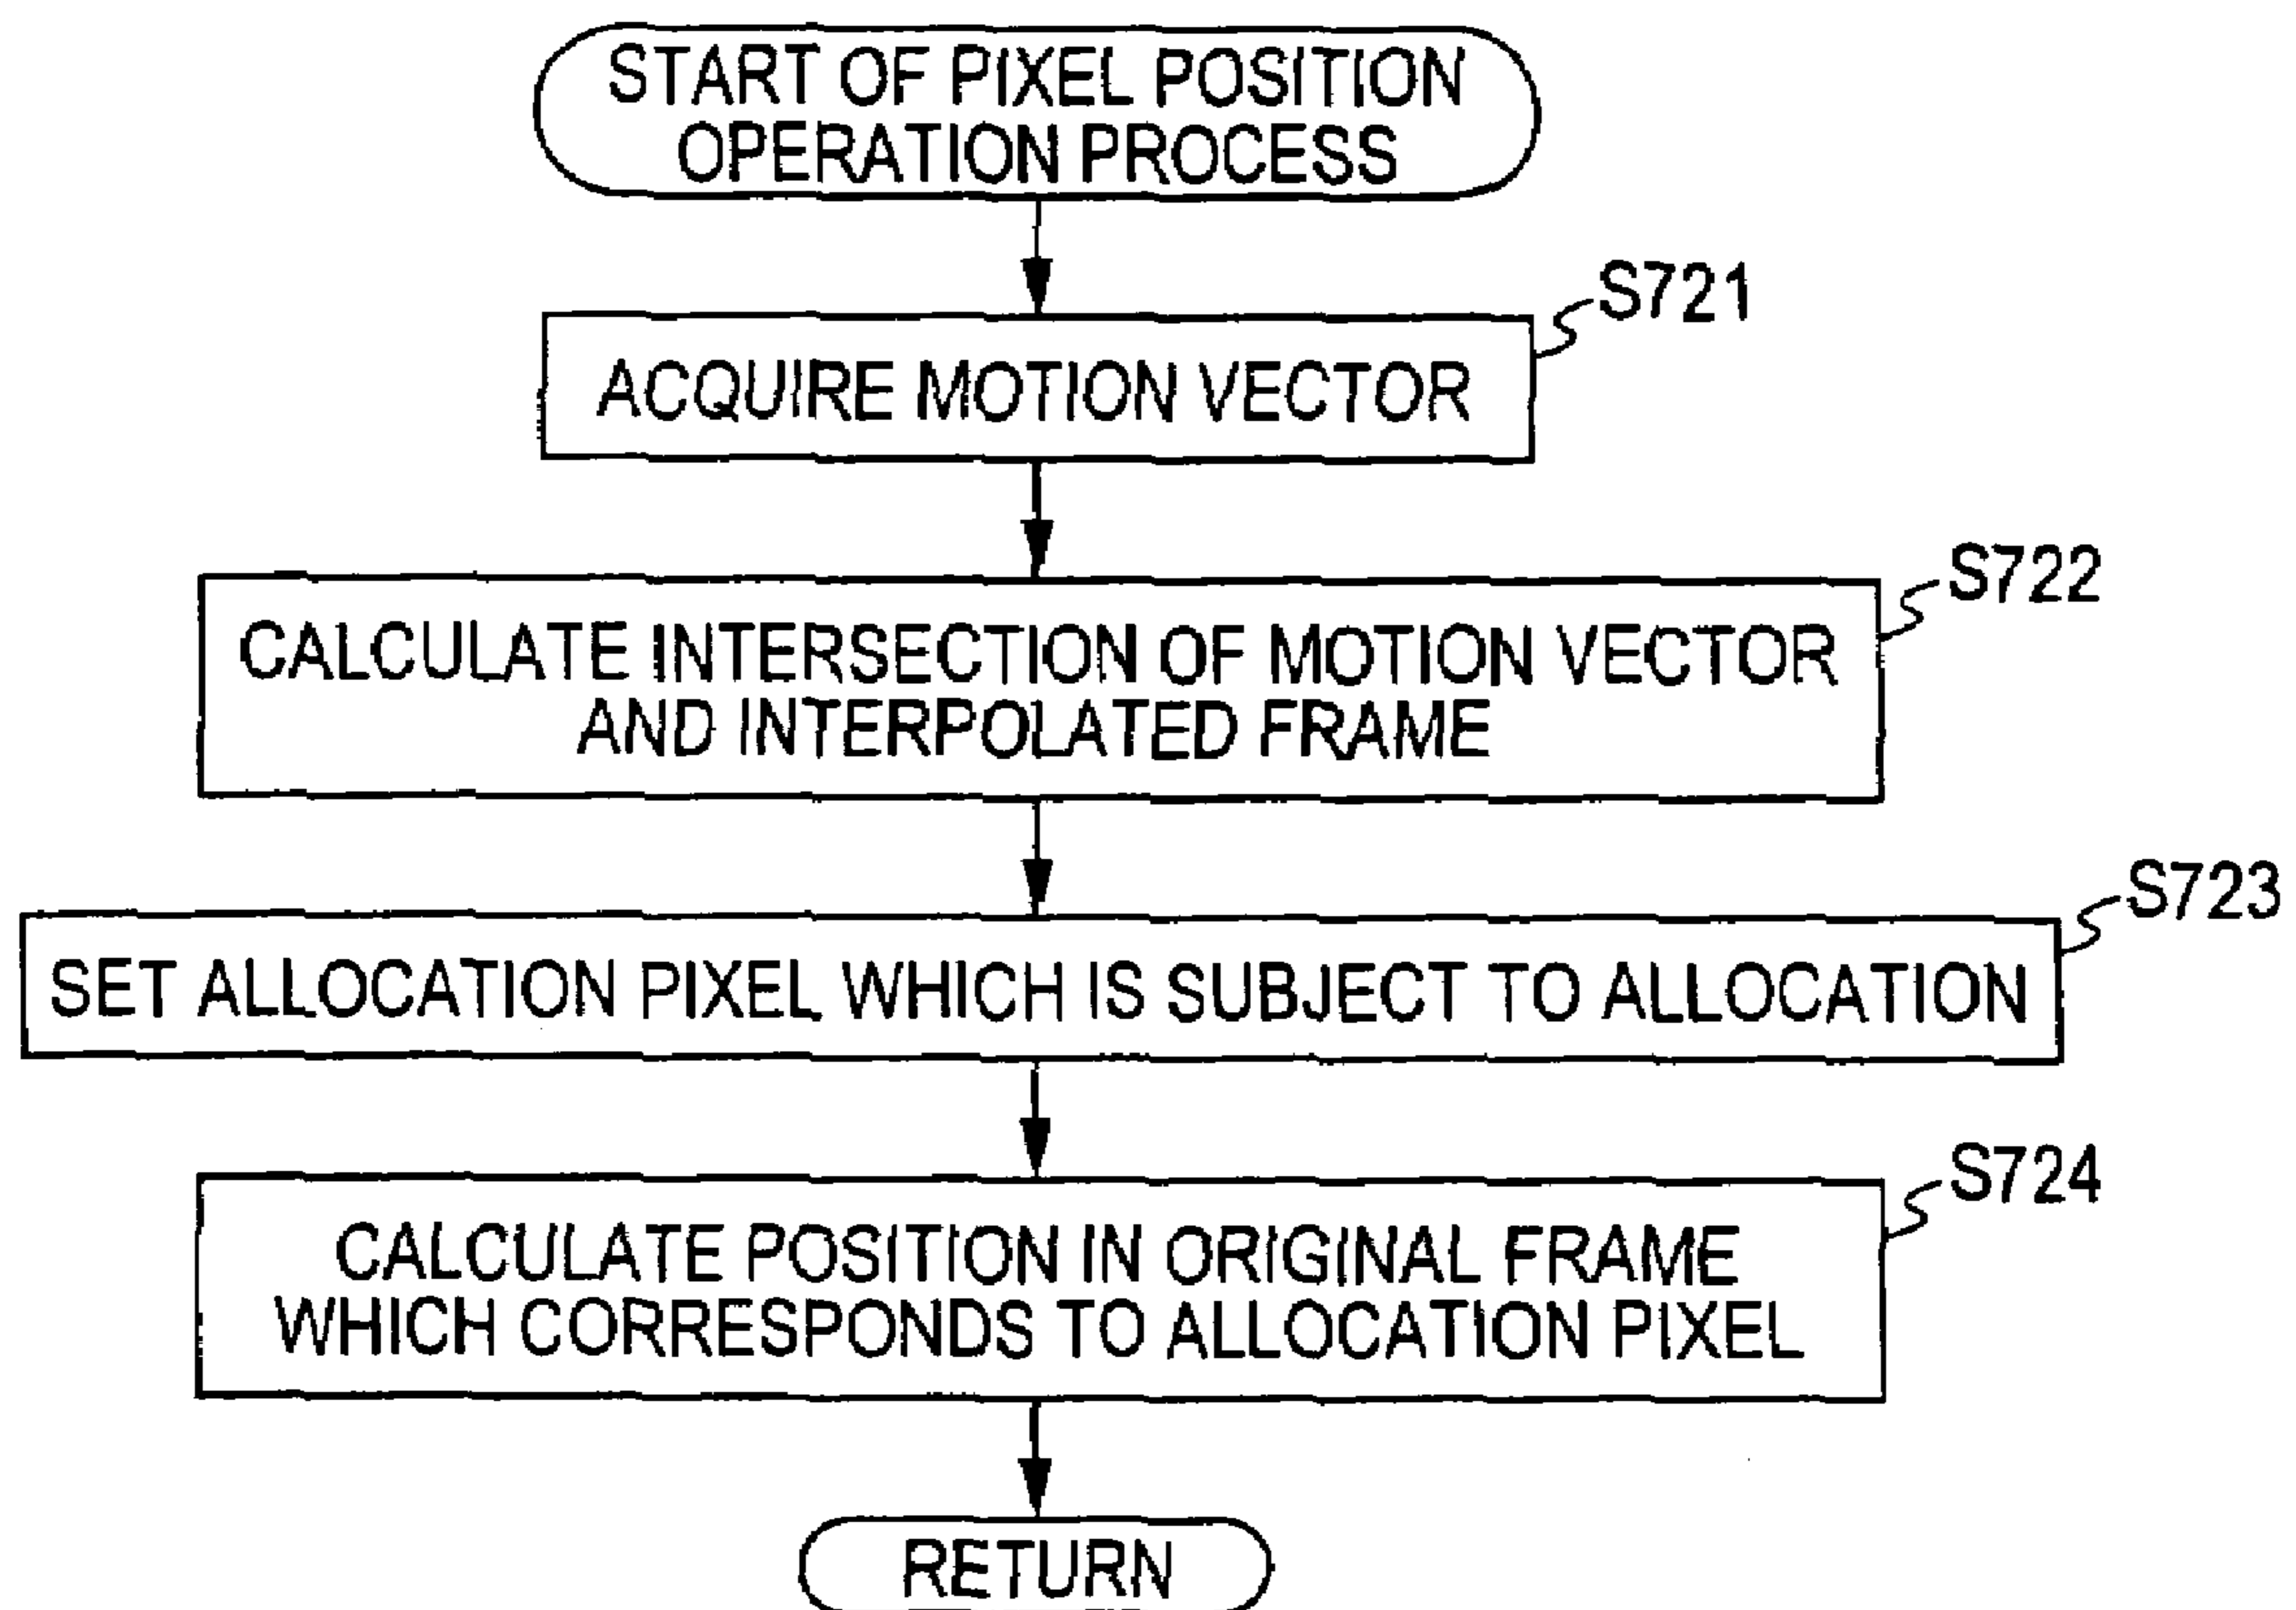 START OF PIXEL POSITION
OPERATION PROCESS
S721
ACQUIRE MOTION VECTOR
S722
CALCULATE INTERSECTION OF MOTION VECTOR
AND INTERPOLATED FRAME
S723
SET ALLOCATION PIXEL WHICH IS SUBJECT TO ALLOCATION
S724
CALCULATE POSITION IN ORIGINAL FRAME
WHICH CORRESPONDS TO ALLOCATION PIXEL
RETURN